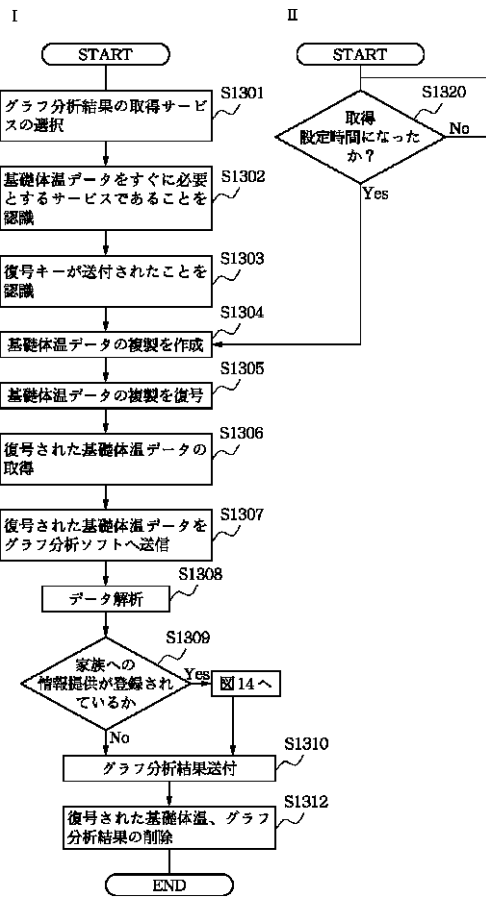 I
II
START
START
グラフ分析結果の取得サービ
スの選択
S1301
取得
設定時間になった
か？
S1320
No
Yes
基礎体温データをすぐに必要
とするサービスであることを
認識
S1302
復号キーが送付されたことを
認識
S1303
基礎体温データの複製を作成
S1304
基礎体温データの複製を復号
S1305
復号された基礎体温データの
取得
S1306
復号された基礎体温データを
グラフ分析ソフトへ送信
S1307
データ解析
S1308
家族への
情報提供が登録され
ているか
S1309
Yes
図14へ
No
グラフ分析結果送付
S1310
復号された基礎体温、グラフ
分析結果の削除
S1312
END